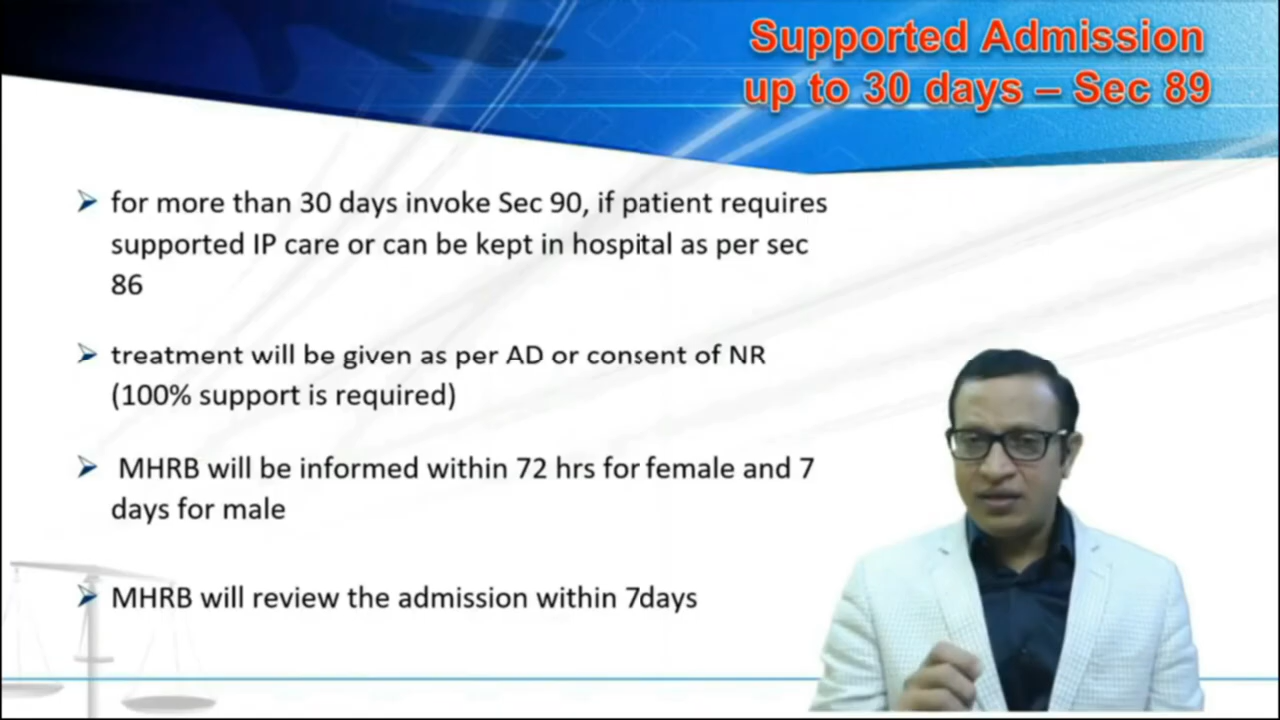 Supported Admission
up to 30 days – Sec 89
for more than 30 days invoke Sec 90, if patient requires
supported IP care or can be kept in hospital as per sec
86
treatment will be given as per AD or consent of NR
(100% support is required)
MHRB will be informed within 72 hrs for female and 7
days for male
MHRB will review the admission within 7days